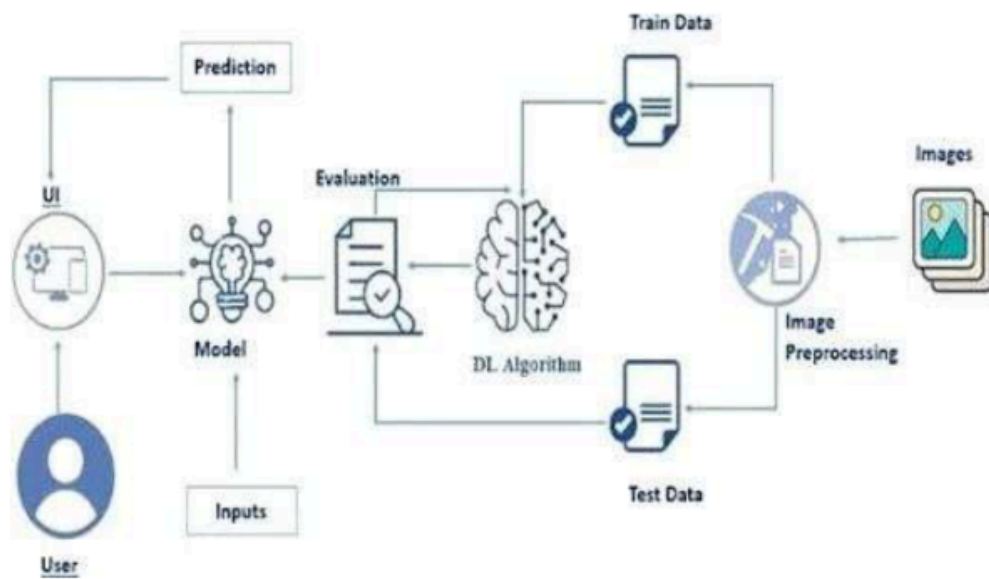 Train Data
Prediction
Images
Evaluation
UI
Model
Image
Preprocessing
DL Algorithm
Inputs
Test Data
User